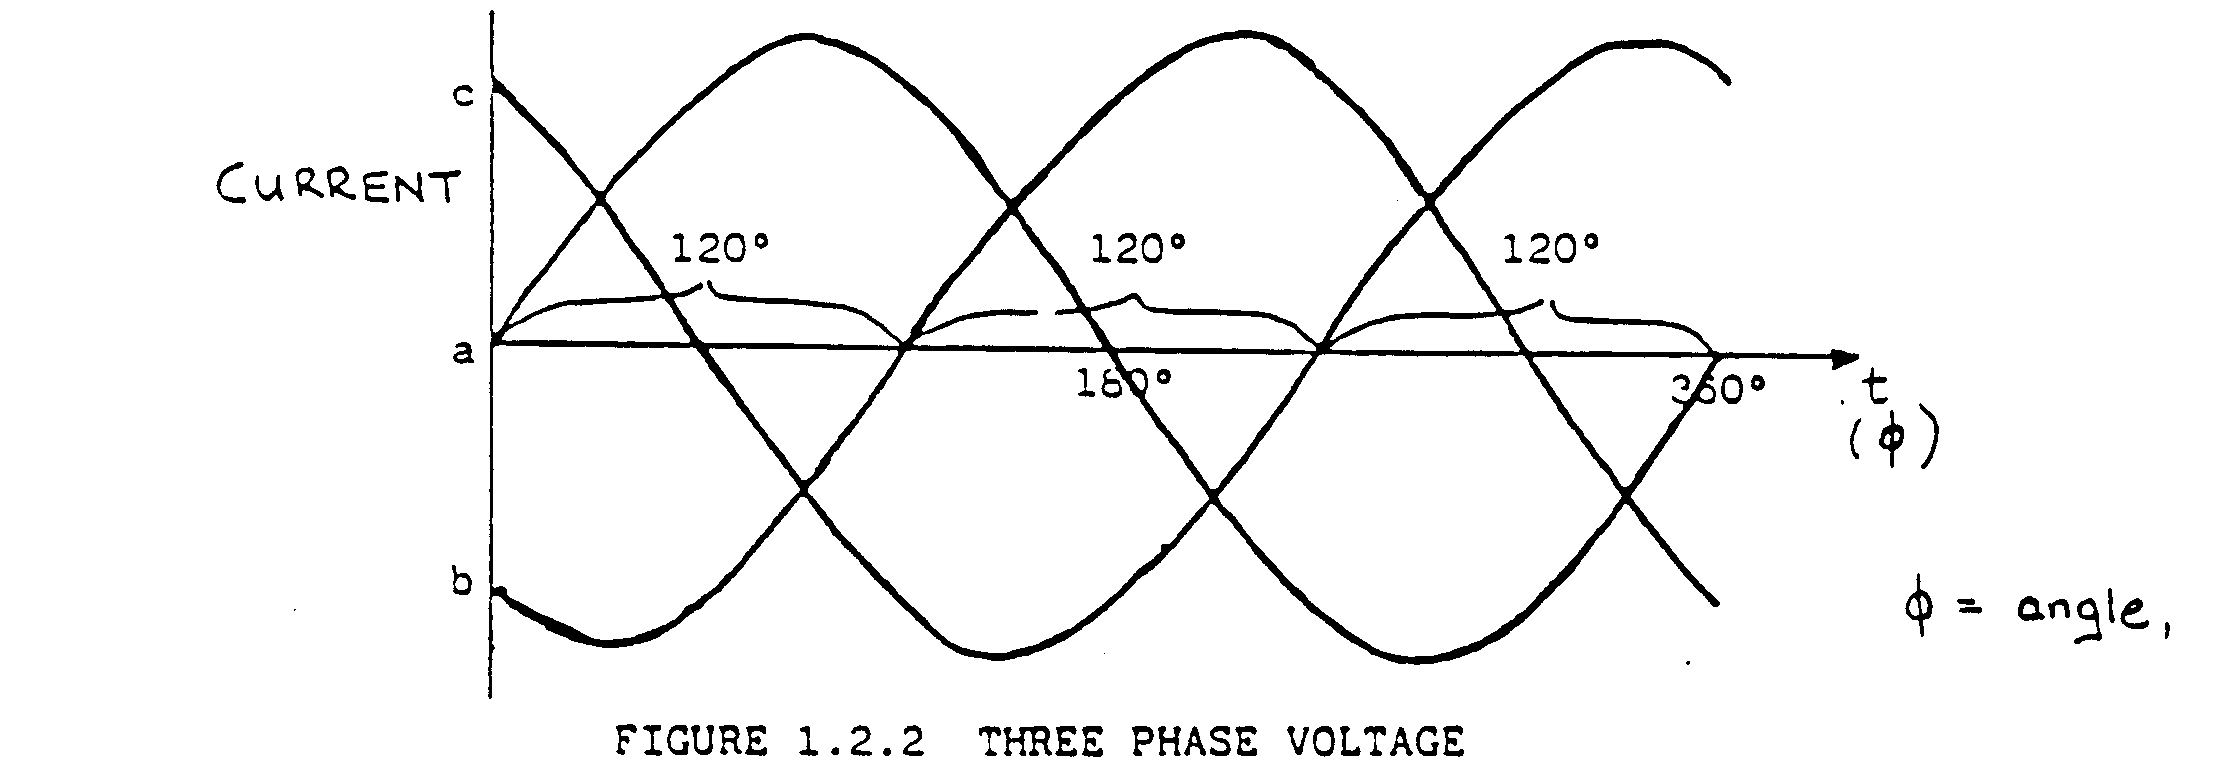 c
CURRENT
120° 120° 120°
a
180° 360° t
(ϕ)
b
ϕ = angle,
FIGURE 1.2.2 THREE PHASE VOLTAGE